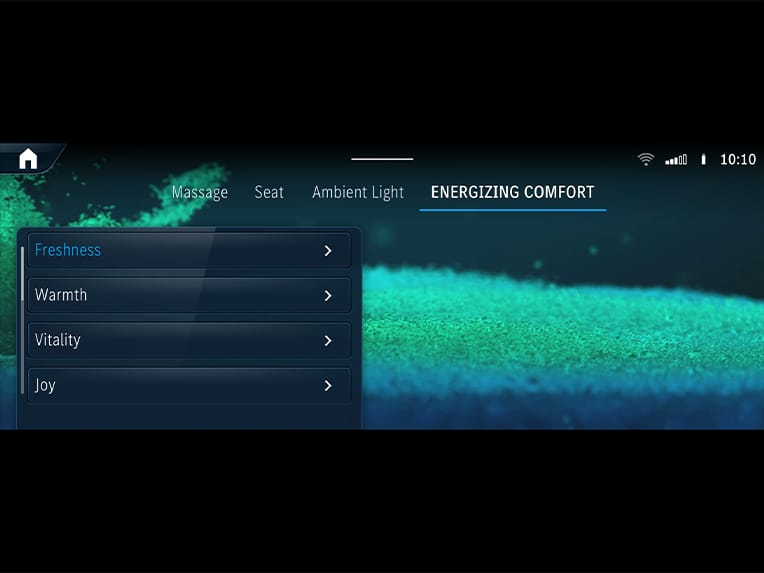 10:10
Massage Seat Ambient Light ENERGIZING COMFORT
Freshness
Warmth
Vitality
Joy